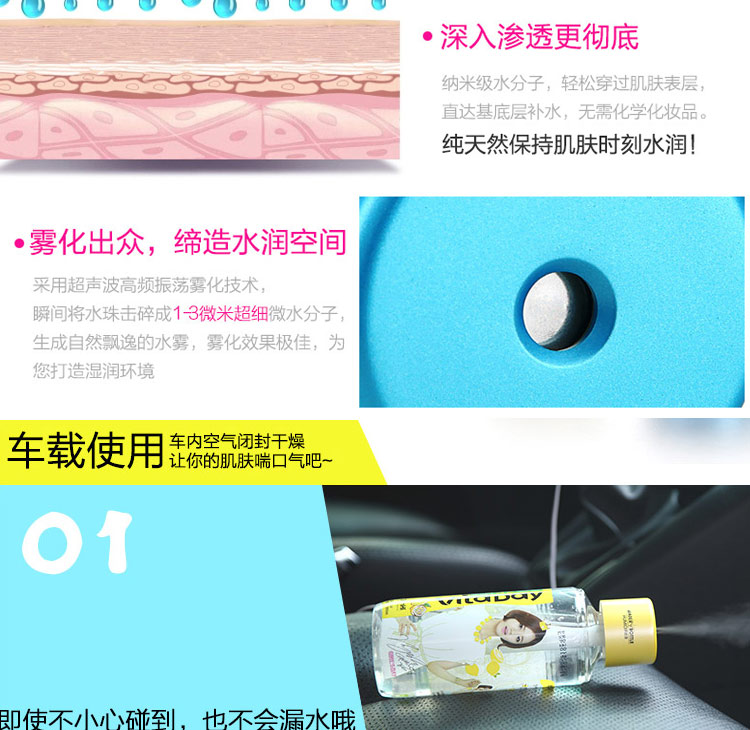 • 深入渗透更彻底
纳米级水分子，轻松穿过肌肤表层，
直达基底层补水，无需化学化妆品。
纯天然保持肌肤时刻水润！
• 雾化出众，缔造水润空间
采用超声波高频振荡雾化技术，
瞬间将水珠击碎成1-3微米超细微水分子，
生成自然飘逸的水雾，雾化效果极佳，为
您打造湿润环境
车载使用
车内空气闭封干燥
让你的肌肤喘口气吧~
01
VitaDay
即使不小心碰到，也不会漏水哦